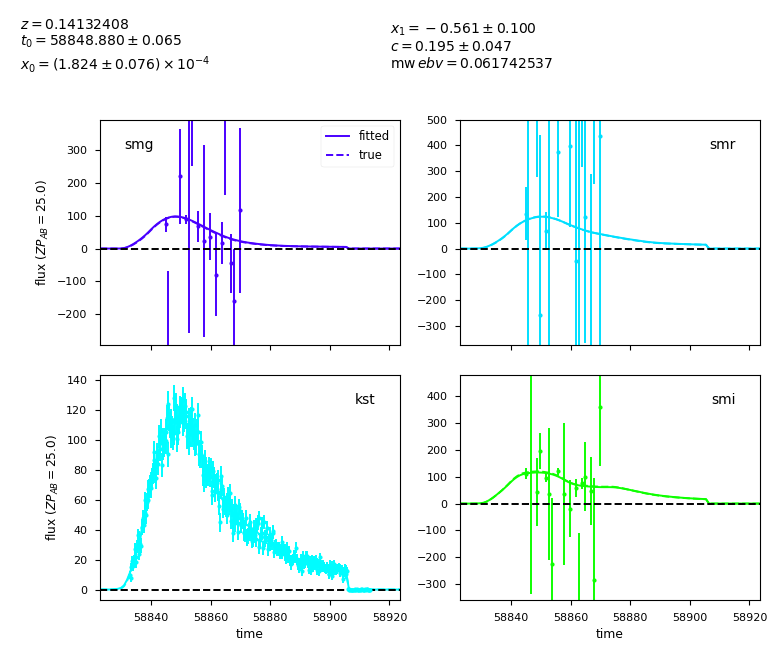 z = 0.14132408
t₀ = 58848.880 ± 0.065
x₀ = (1.824 ± 0.076) × 10⁻⁴
x₁ = −0.561 ± 0.100
c = 0.195 ± 0.047
mw ebv = 0.061742537
smg
fitted
true
300
200
100
0
−100
−200
flux (ZP_AB = 25.0)
smr
500
400
300
200
100
0
−100
−200
−300
kst
140
120
100
80
60
40
20
0
flux (ZP_AB = 25.0)
58840 58860 58880 58900 58920
time
smi
400
300
200
100
0
−100
−200
−300
58840 58860 58880 58900 58920
time